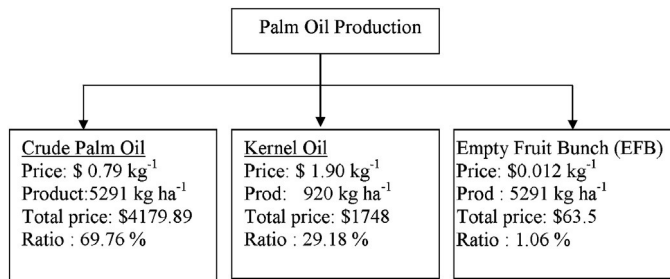 Palm Oil Production
Crude Palm Oil
Price: $ 0.79 kg⁻¹
Product:5291 kg ha⁻¹
Total price: $4179.89
Ratio : 69.76 %
Kernel Oil
Price: $ 1.90 kg⁻¹
Prod: 920 kg ha⁻¹
Total price: $1748
Ratio : 29.18 %
Empty Fruit Bunch (EFB)
Price: $0.012 kg⁻¹
Prod : 5291 kg ha⁻¹
Total price: $63.5
Ratio : 1.06 %